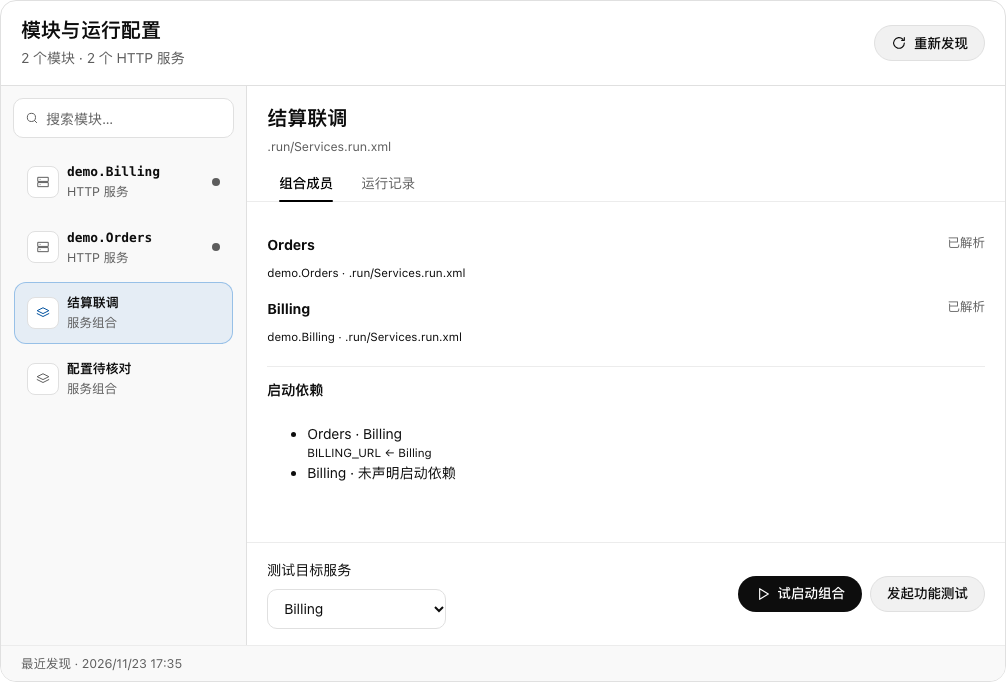 模块与运行配置
2 个模块 · 2 个 HTTP 服务
重新发现
搜索模块...
demo.Billing
HTTP 服务
demo.Orders
HTTP 服务
结算联调
服务组合
配置待核对
服务组合
结算联调
.run/Services.run.xml
组合成员
运行记录
Orders
已解析
demo.Orders · .run/Services.run.xml
Billing
已解析
demo.Billing · .run/Services.run.xml
启动依赖
Orders · Billing
BILLING_URL ← Billing
Billing · 未声明启动依赖
测试目标服务
Billing
试启动组合
发起功能测试
最近发现 · 2026/11/23 17:35